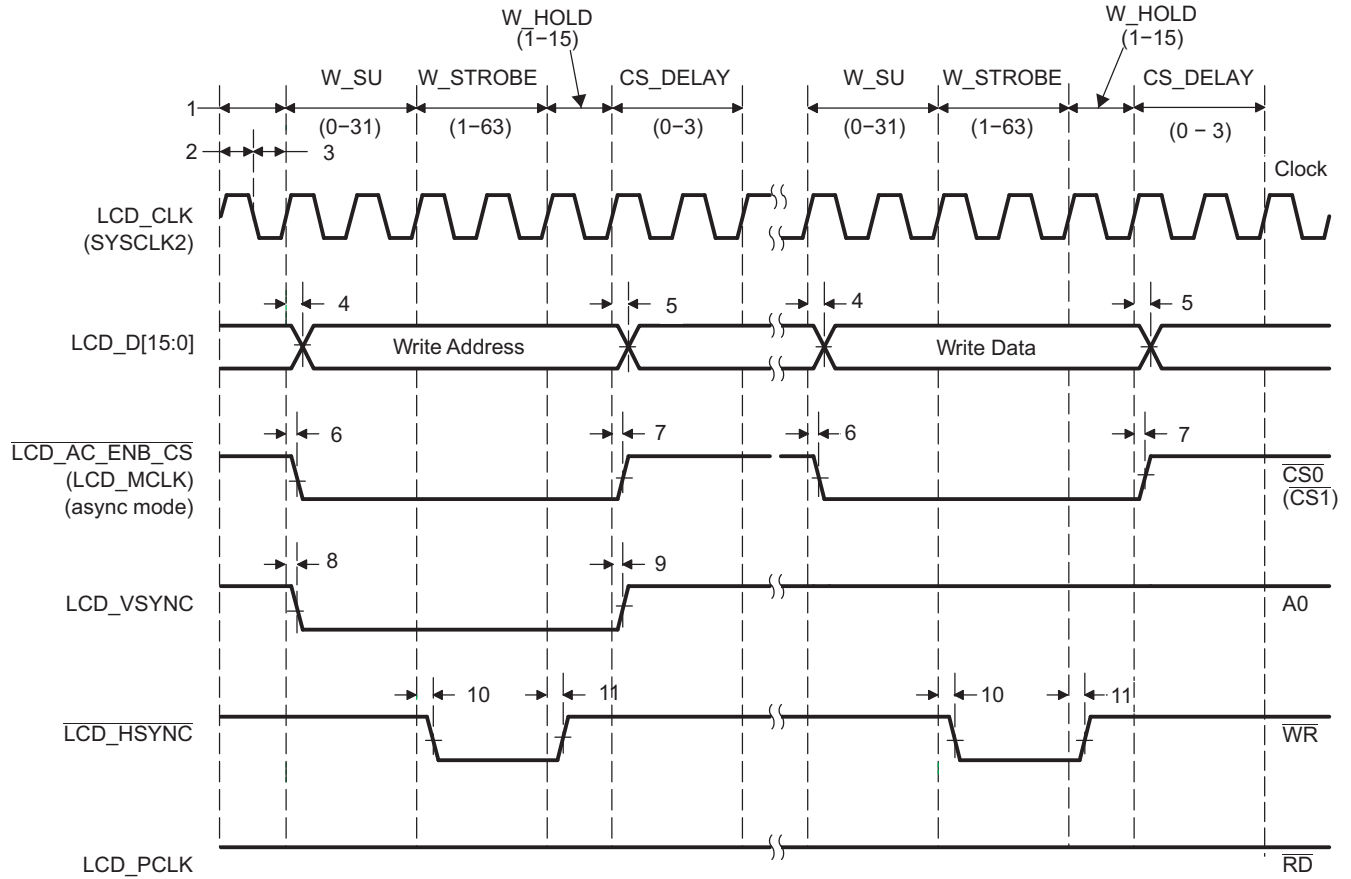 W_HOLD
(1−15)
W_HOLD
(1−15)
W_SU W_STROBE CS_DELAY W_SU W_STROBE CS_DELAY
1
(0−31) (1−63) (0−3) (0−31) (1−63) (0 − 3)
2 3
Clock
LCD_CLK
(SYSCLK2)
4 5 4 5
LCD_D[15:0] Write Address Write Data
6 7 6 7
LCD_AC_ENB_CS
(LCD_MCLK)
(async mode)
CS0
(CS1)
8 9
LCD_VSYNC A0
10 11 10 11
LCD_HSYNC WR
LCD_PCLK RD